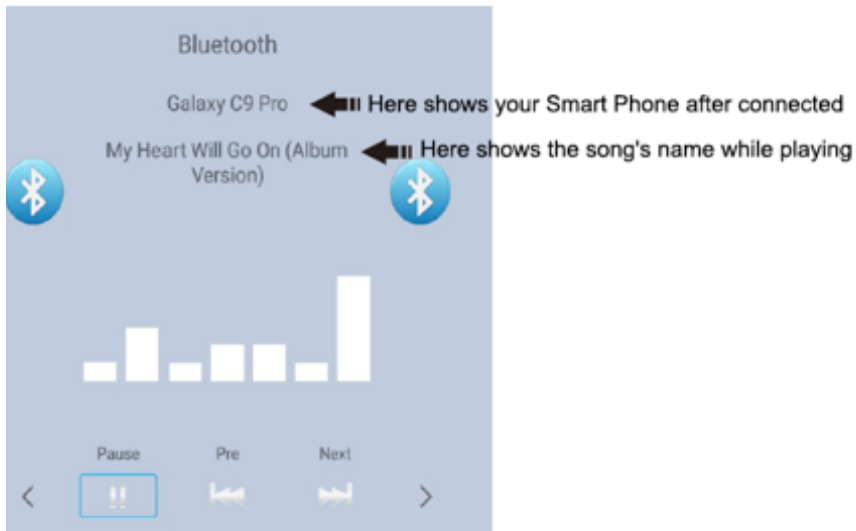 Bluetooth
Galaxy C9 Pro
Here shows your Smart Phone after connected
My Heart Will Go On (Album
Version)
Here shows the song's name while playing
Pause
Pre
Next